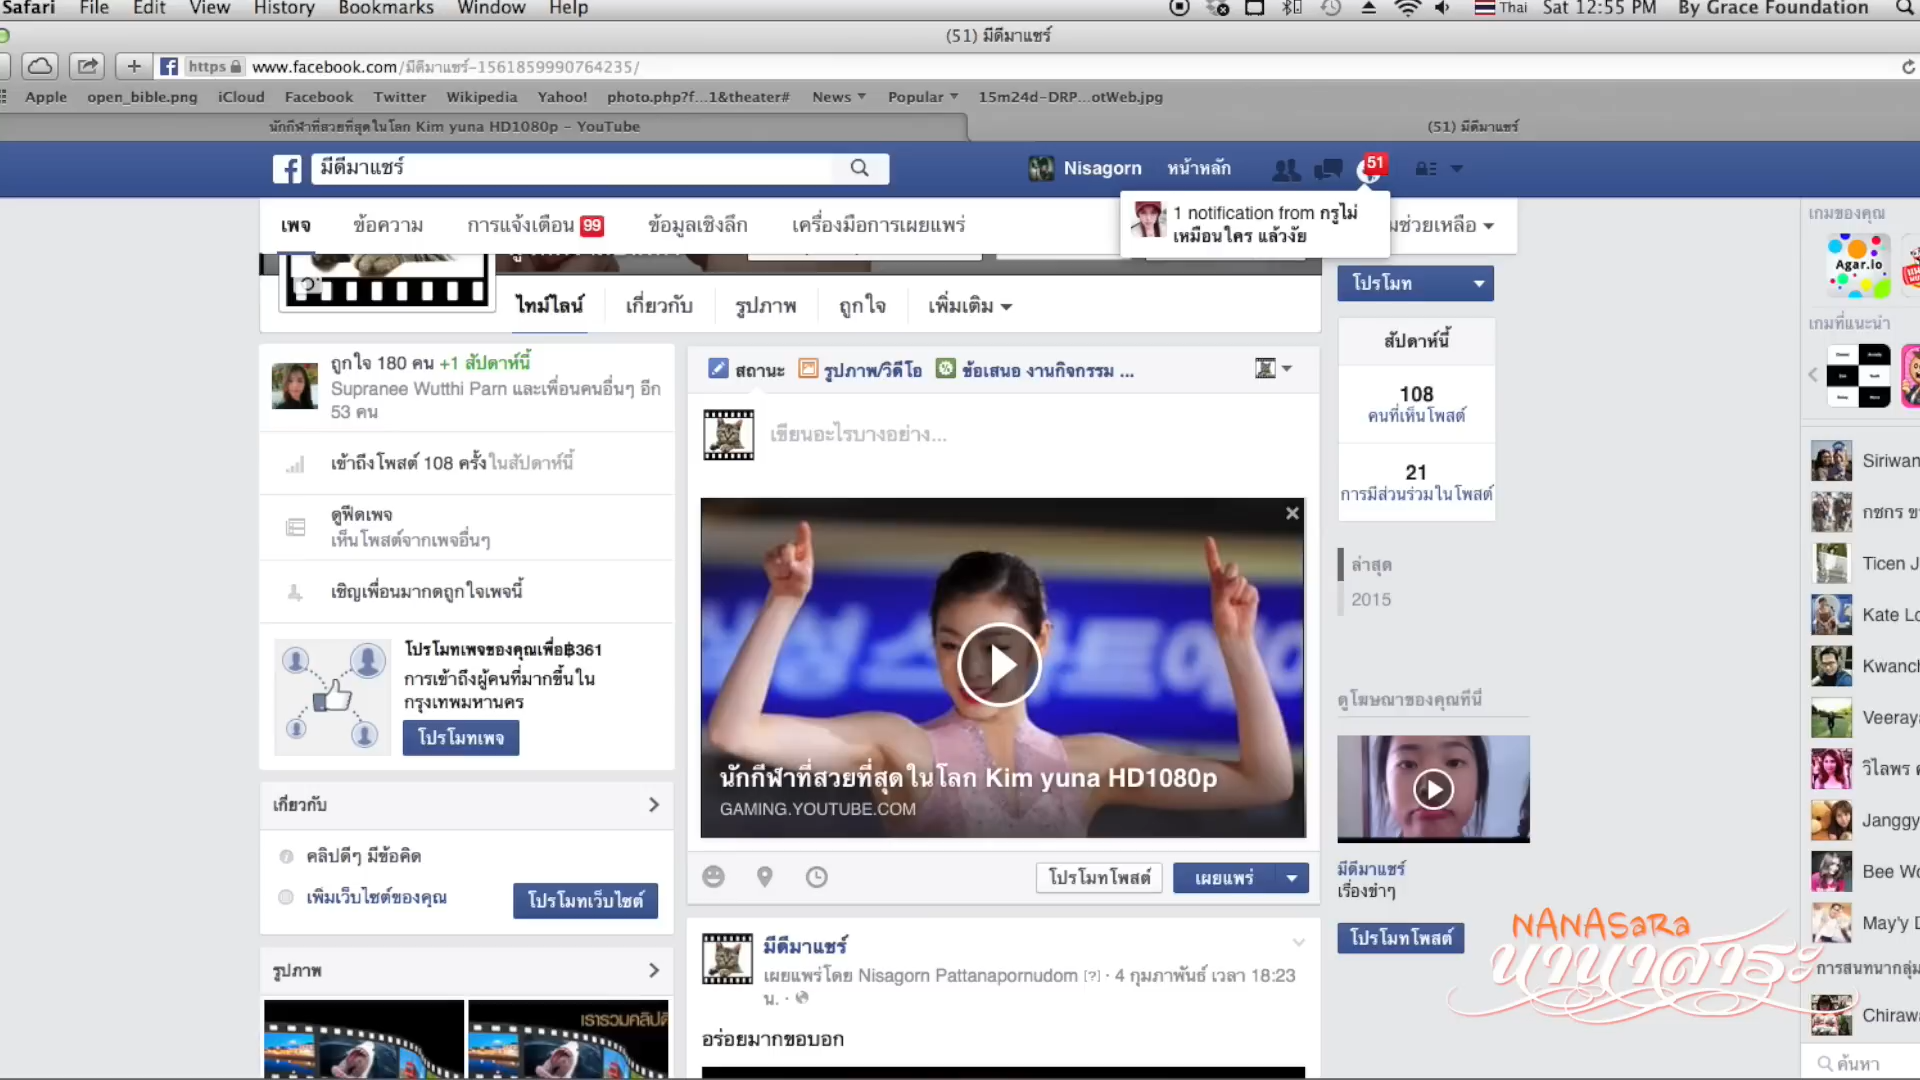 Safari File Edit View History Bookmarks Window Help Thai Sat 12:55 PM By Grace Foundation
(51) มีดีมาแชร์
https www.facebook.com/มีดีมาแชร์-1561859990764235/
Apple open_bible.png iCloud Facebook Twitter Wikipedia Yahoo! photo.php?f...1&theater# News Popular 15m24d-DRP...otWeb.jpg
นักกีฬาที่สวยที่สุดในโลก Kim yuna HD1080p - YouTube
(51) มีดีมาแชร์
มีดีมาแชร์
Nisagorn หน้าหลัก 51
เพจ ข้อความ การแจ้งเตือน 99 ข้อมูลเชิงลึก เครื่องมือการเผยแพร่
1 notification from กรูไม่
เหมือนใคร แล้วงัย
มช่วยเหลือ
ไทม์ไลน์ เกี่ยวกับ รูปภาพ ถูกใจ เพิ่มเติม
โปรโมท
ถูกใจ 180 คน +1 สัปดาห์นี้
Supranee Wutthi Parn และเพื่อนคนอื่นๆ อีก
53 คน
เข้าถึงโพสต์ 108 ครั้งในสัปดาห์นี้
ดูฟีดเพจ
เห็นโพสต์จากเพจอื่นๆ
เชิญเพื่อนมากดถูกใจเพจนี้
โปรโมทเพจของคุณเพื่อ฿361
การเข้าถึงผู้คนที่มากขึ้นใน
กรุงเทพมหานคร
โปรโมทเพจ
เกี่ยวกับ
คลิปดีๆ มีข้อคิด
เพิ่มเว็บไซต์ของคุณ
โปรโมทเว็บไซต์
รูปภาพ
เรารวมคลิปดี
สถานะ รูปภาพ/วิดีโอ ข้อเสนอ งานกิจกรรม ...
เขียนอะไรบางอย่าง...
นักกีฬาที่สวยที่สุดในโลก Kim yuna HD1080p
GAMING.YOUTUBE.COM
โปรโมทโพสต์ เผยแพร่
มีดีมาแชร์
เผยแพร่โดย Nisagorn Pattanapornudom [?] · 4 กุมภาพันธ์ เวลา 18:23
น. ·
อร่อยมากขอบอก
สัปดาห์นี้
108
คนที่เห็นโพสต์
21
การมีส่วนร่วมในโพสต์
ล่าสุด
2015
ดูโฆษณาของคุณที่นี่
มีดีมาแชร์
เรื่องขำๆ
โปรโมทโพสต์
เกมของคุณ
Agar.io
เกมที่แนะนำ
Siriwan
กชกร ข
Ticen J
Kate Lo
Kwanch
Veeraya
วิไลพร
Janggy
Bee Wo
May'y D
การสนทนากลุ่ม
Chirawa
ค้นหา
NANASaRa
นานาสาระ